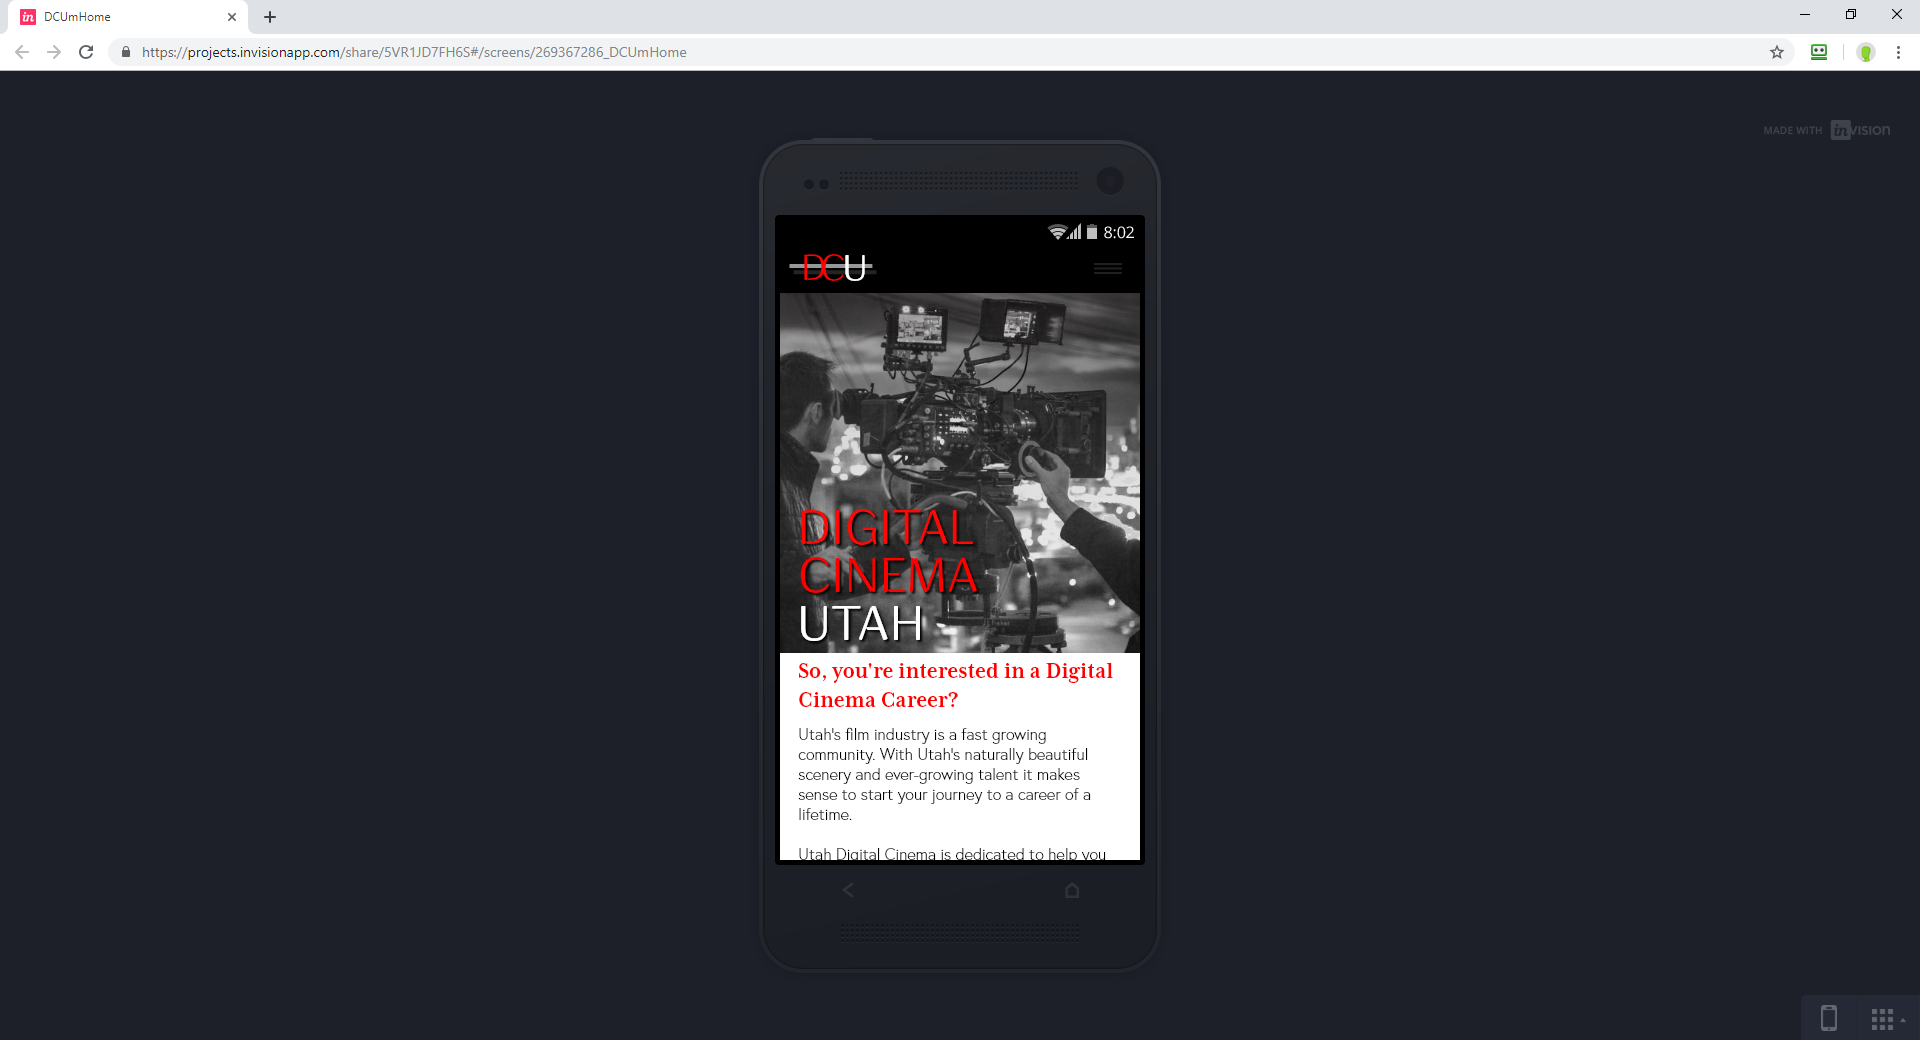 DCUmHome
https://projects.invisionapp.com/share/5VR1JD7FH6S#/screens/269367286_DCUmHome
MADE WITH invision
8:02
DCU
DIGITAL
CINEMA
UTAH
So, you're interested in a Digital
Cinema Career?
Utah's film industry is a fast growing
community. With Utah's naturally beautiful
scenery and ever-growing talent it makes
sense to start your journey to a career of a
lifetime.
Utah Digital Cinema is dedicated to help you